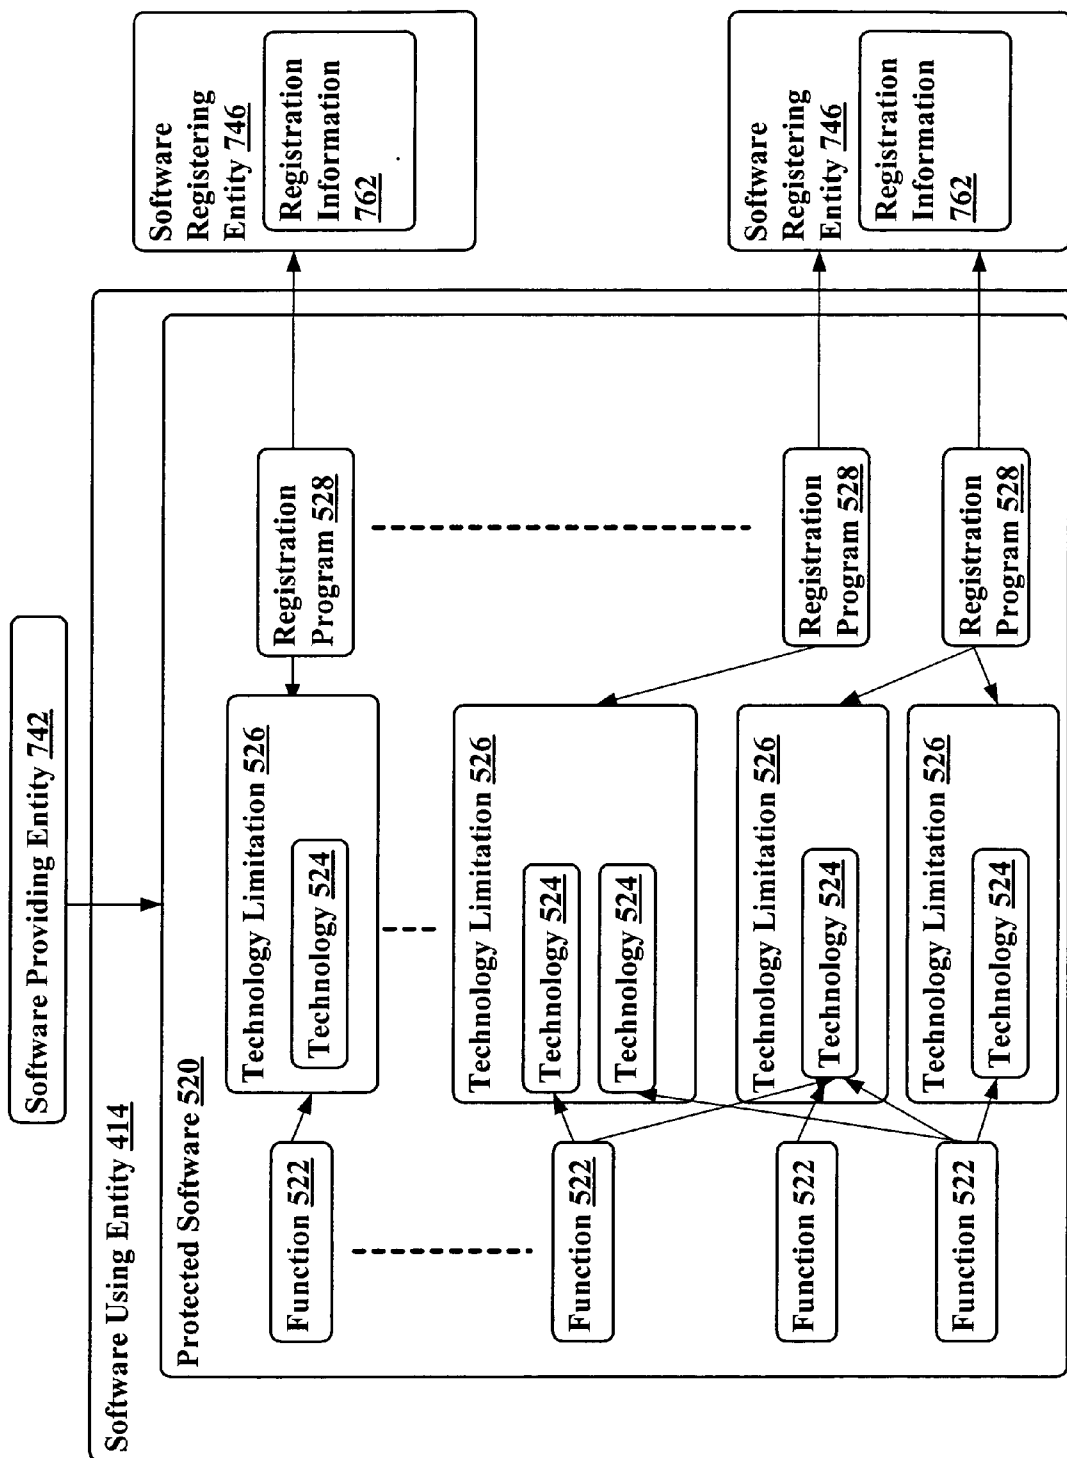 Software Providing Entity 742
Software Using Entity 414
Protected Software 520
Function 522
Function 522
Function 522
Function 522
Technology Limitation 526
Technology 524
Technology Limitation 526
Technology 524
Technology 524
Technology Limitation 526
Technology 524
Technology Limitation 526
Technology 524
Registration
Program 528
Registration
Program 528
Registration
Program 528
Software
Registering
Entity 746
Registration
Information
762
Software
Registering
Entity 746
Registration
Information
762